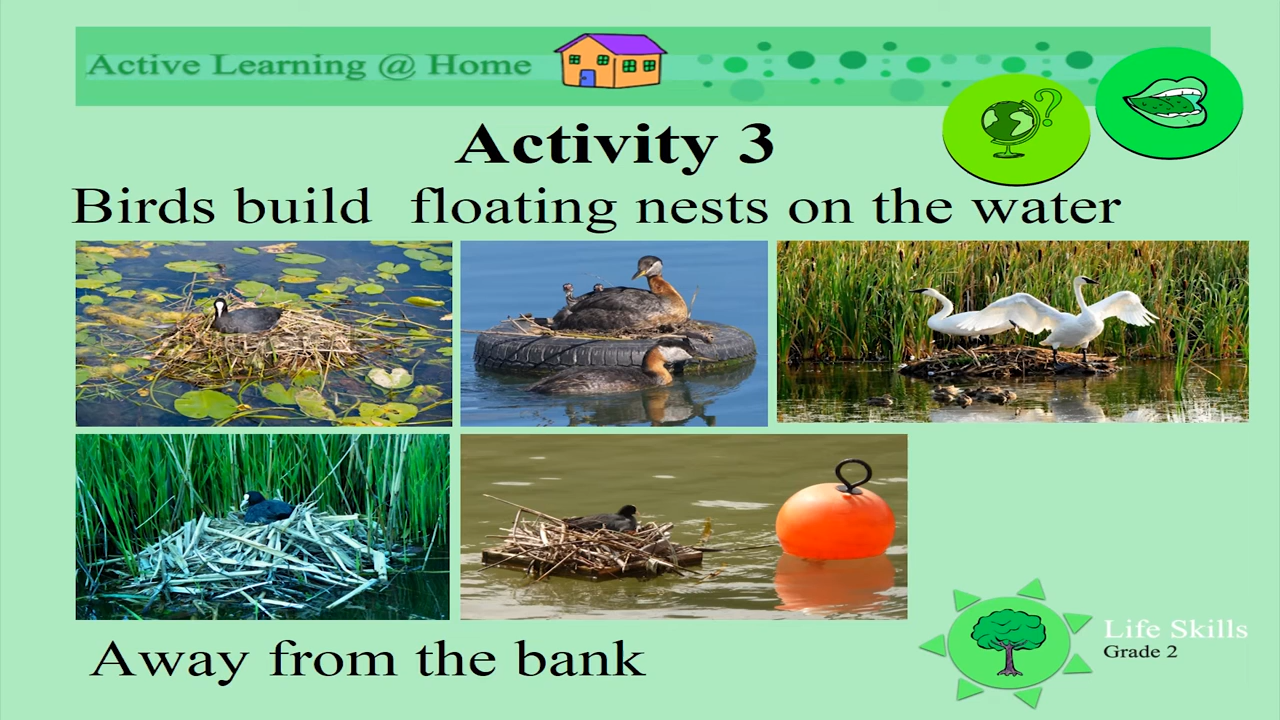 Active Learning @ Home
Activity 3
Birds build  floating nests on the water
Away from the bank
Life Skills
Grade 2